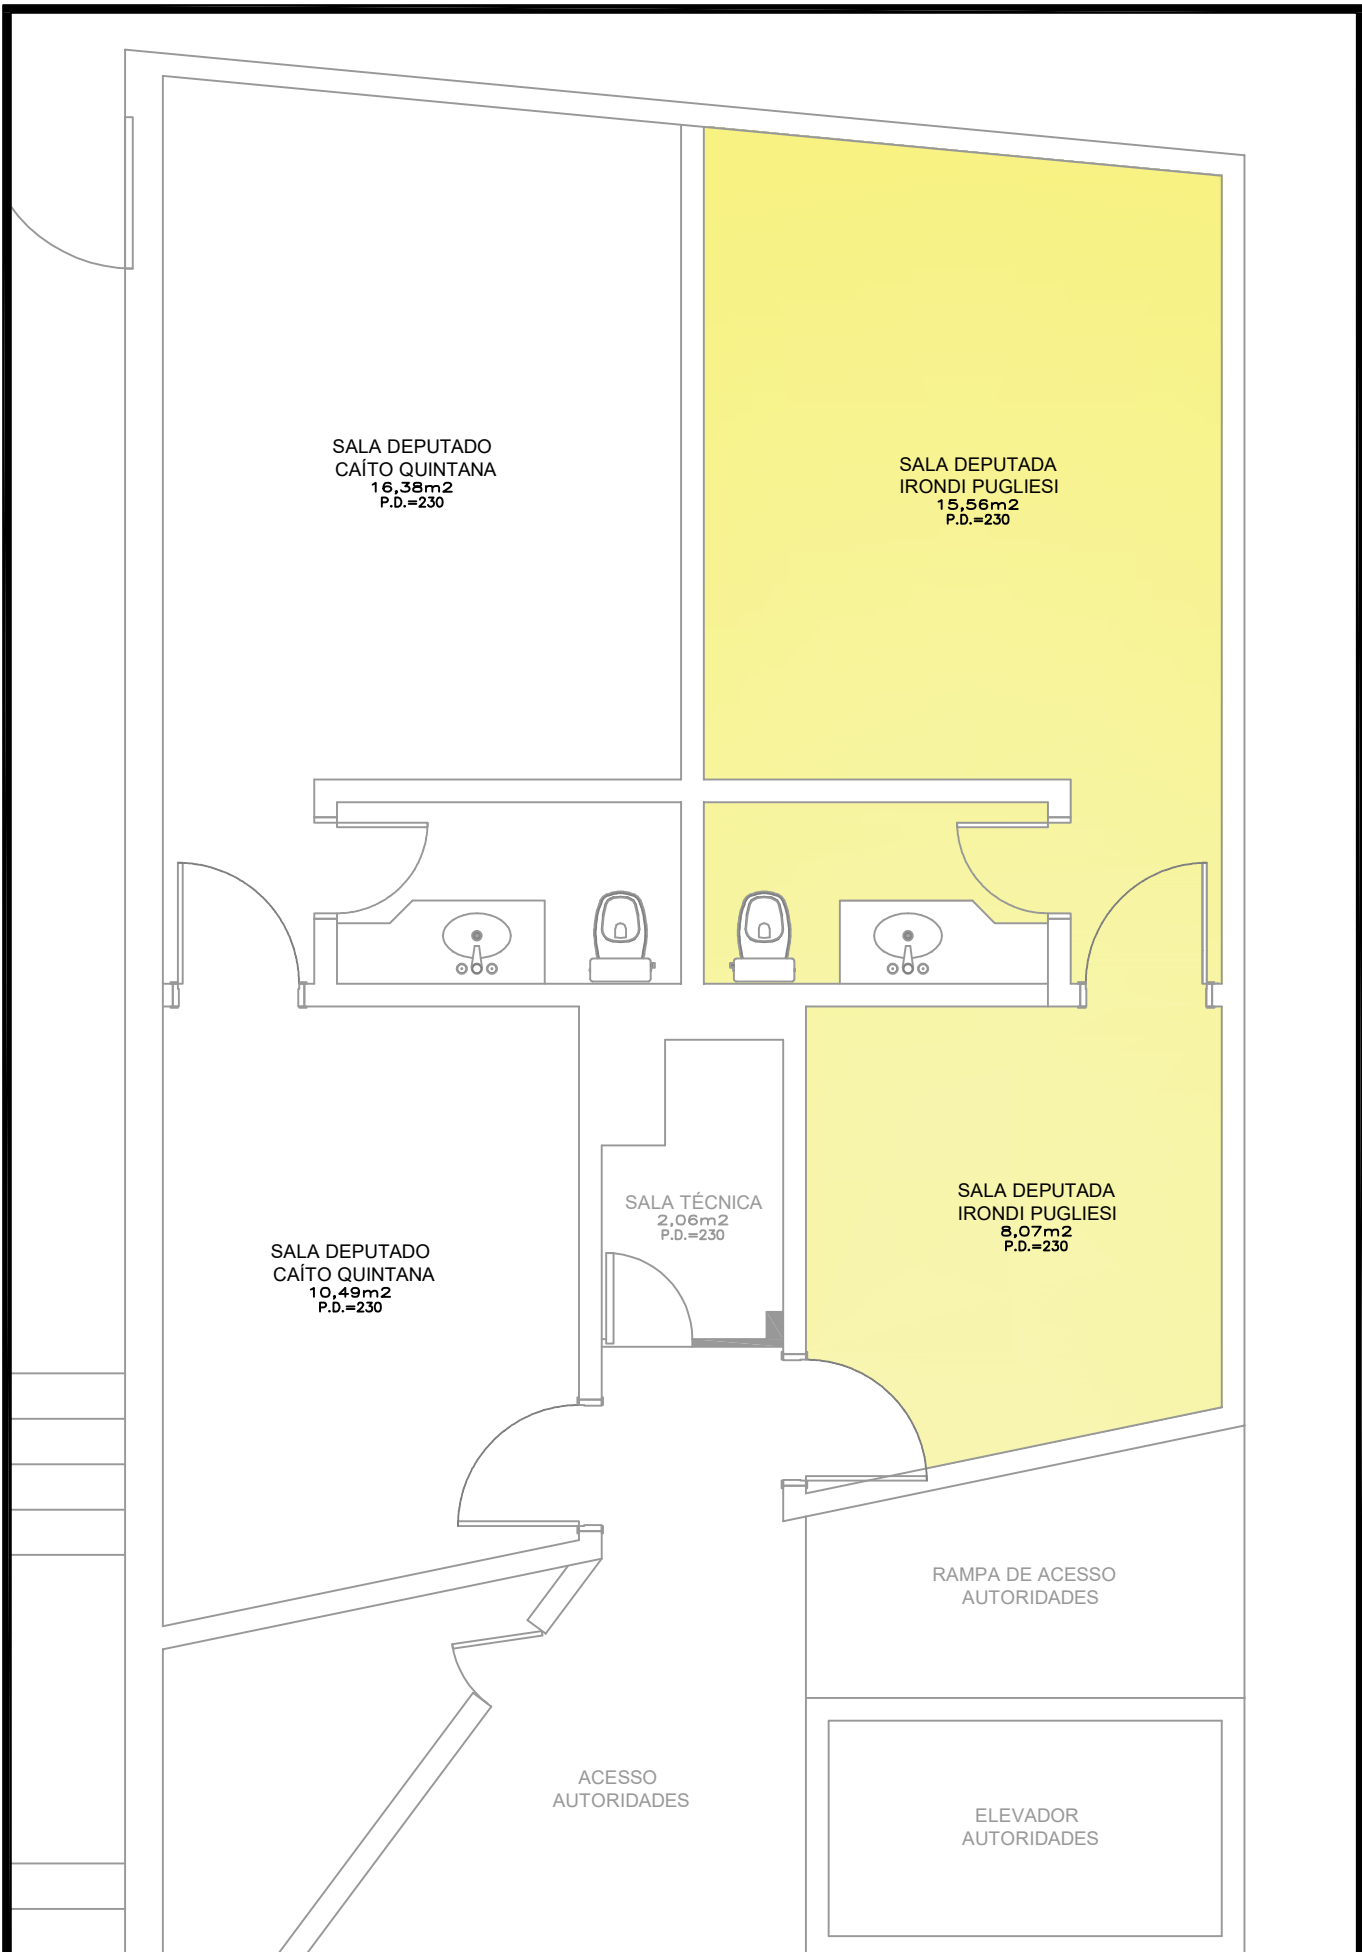 SALA DEPUTADO
CAÍTO QUINTANA
16,38m2
P.D.=230
SALA DEPUTADA
IRONDI PUGLIESI
15,56m2
P.D.=230
SALA TÉCNICA
2,06m2
P.D.=230
SALA DEPUTADA
IRONDI PUGLIESI
8,07m2
P.D.=230
SALA DEPUTADO
CAÍTO QUINTANA
10,49m2
P.D.=230
RAMPA DE ACESSO
AUTORIDADES
ACESSO
AUTORIDADES
ELEVADOR
AUTORIDADES